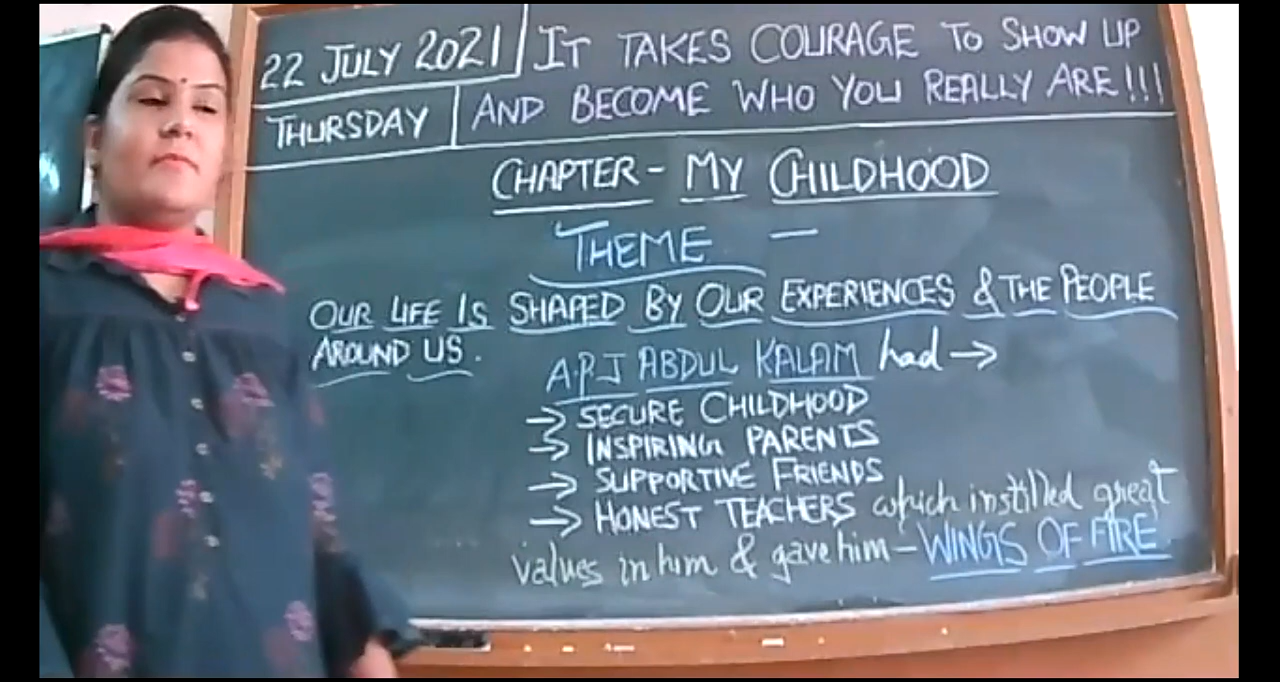 22 JULY 2021
THURSDAY
IT TAKES COURAGE TO SHOW UP
AND BECOME WHO YOU REALLY ARE!!!
CHAPTER - MY CHILDHOOD
THEME -
OUR LIFE IS SHAPED BY OUR EXPERIENCES & THE PEOPLE
AROUND US.
A.P.J ABDUL KALAM had →
→ SECURE CHILDHOOD
→ INSPIRING PARENTS
→ SUPPORTIVE FRIENDS
→ HONEST TEACHERS which instilled great
values in him & gave him - WINGS OF FIRE.